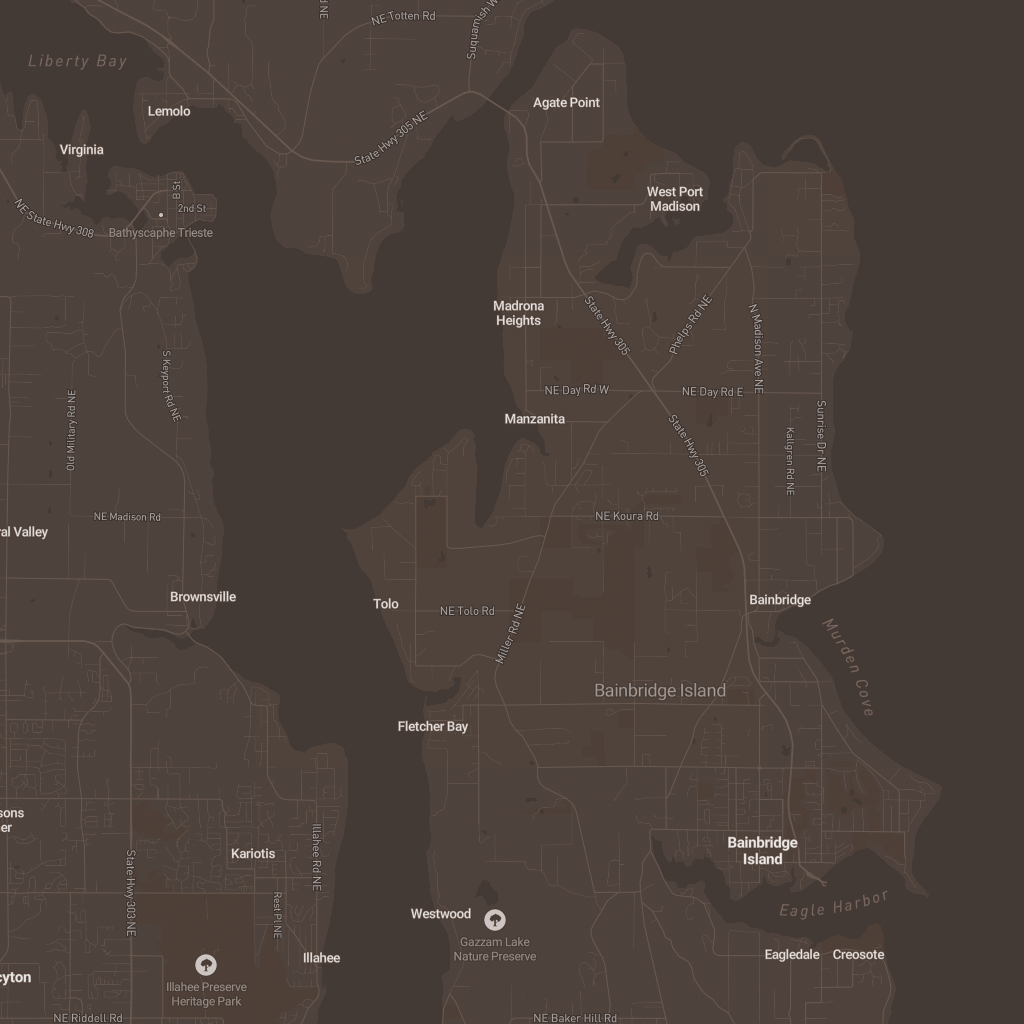 NE Totten Rd
Liberty Bay
Agate Point
Lemolo
State Hwy 305 NE
Virginia
B St
West Port
Madison
2nd St
NE State Hwy 308
Bathyscaphe Trieste
Madrona
Heights
State Hwy 305
Phelps Rd NE
N Madison Ave NE
S Keyport Rd NE
NE Day Rd W
NE Day Rd E
Old Military Rd NE
Manzanita
State Hwy 305
Sunrise Dr NE
Kallgren Rd NE
NE Madison Rd
NE Koura Rd
al Valley
Brownsville
Tolo
NE Tolo Rd
Bainbridge
Miller Rd NE
Murden Cove
Bainbridge Island
Fletcher Bay
sons
er
Illahee Rd NE
Kariotis
Bainbridge
Island
State Hwy 303 NE
Rest Pl NE
Eagle Harbor
Westwood
Gazzam Lake
Nature Preserve
Illahee
Eagledale
Creosote
cyton
Illahee Preserve
Heritage Park
NE Riddell Rd
NE Baker Hill Rd